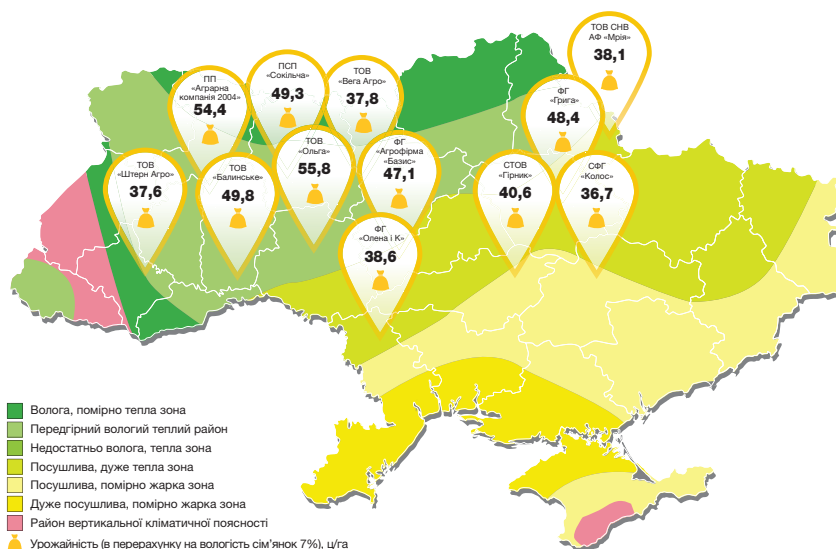 ТОВ СНВ
АФ «Мрія»
38,1
ПСП
«Сокільча»
49,3
ТОВ
«Вега Агро»
37,8
ПП
«Аграрна
компанія 2004»
54,4
ФГ
«Грига»
48,4
ТОВ
«Ольга»
55,8
ФГ
«Агрофірма
«Базис»
47,1
ТОВ
«Штерн Агро»
37,6
ТОВ
«Балинське»
49,8
СТОВ
«Гірник»
40,6
СФГ
«Колос»
36,7
ФГ
«Олена і К»
38,6
Волога, помірно тепла зона
Передгірний вологий теплий район
Недостатньо волога, тепла зона
Посушлива, дуже тепла зона
Посушлива, помірно жарка зона
Дуже посушлива, помірно жарка зона
Район вертикальної кліматичної поясності
Урожайність (в перерахунку на вологість сім’янок 7%), ц/га